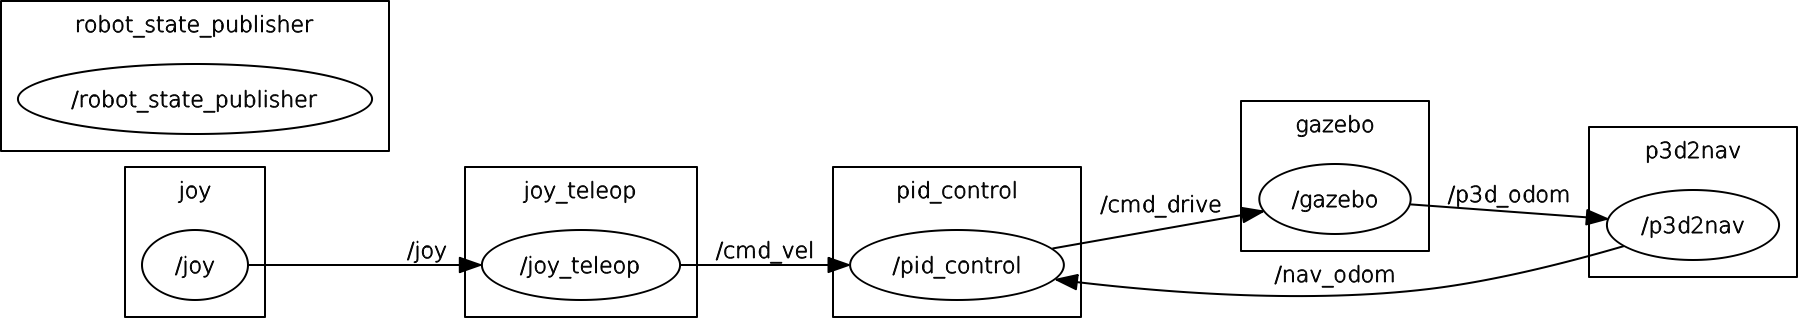 robot_state_publisher
/robot_state_publisher
joy
/joy
/joy
joy_teleop
/joy_teleop
/cmd_vel
pid_control
/pid_control
/cmd_drive
gazebo
/gazebo
/p3d_odom
p3d2nav
/p3d2nav
/nav_odom